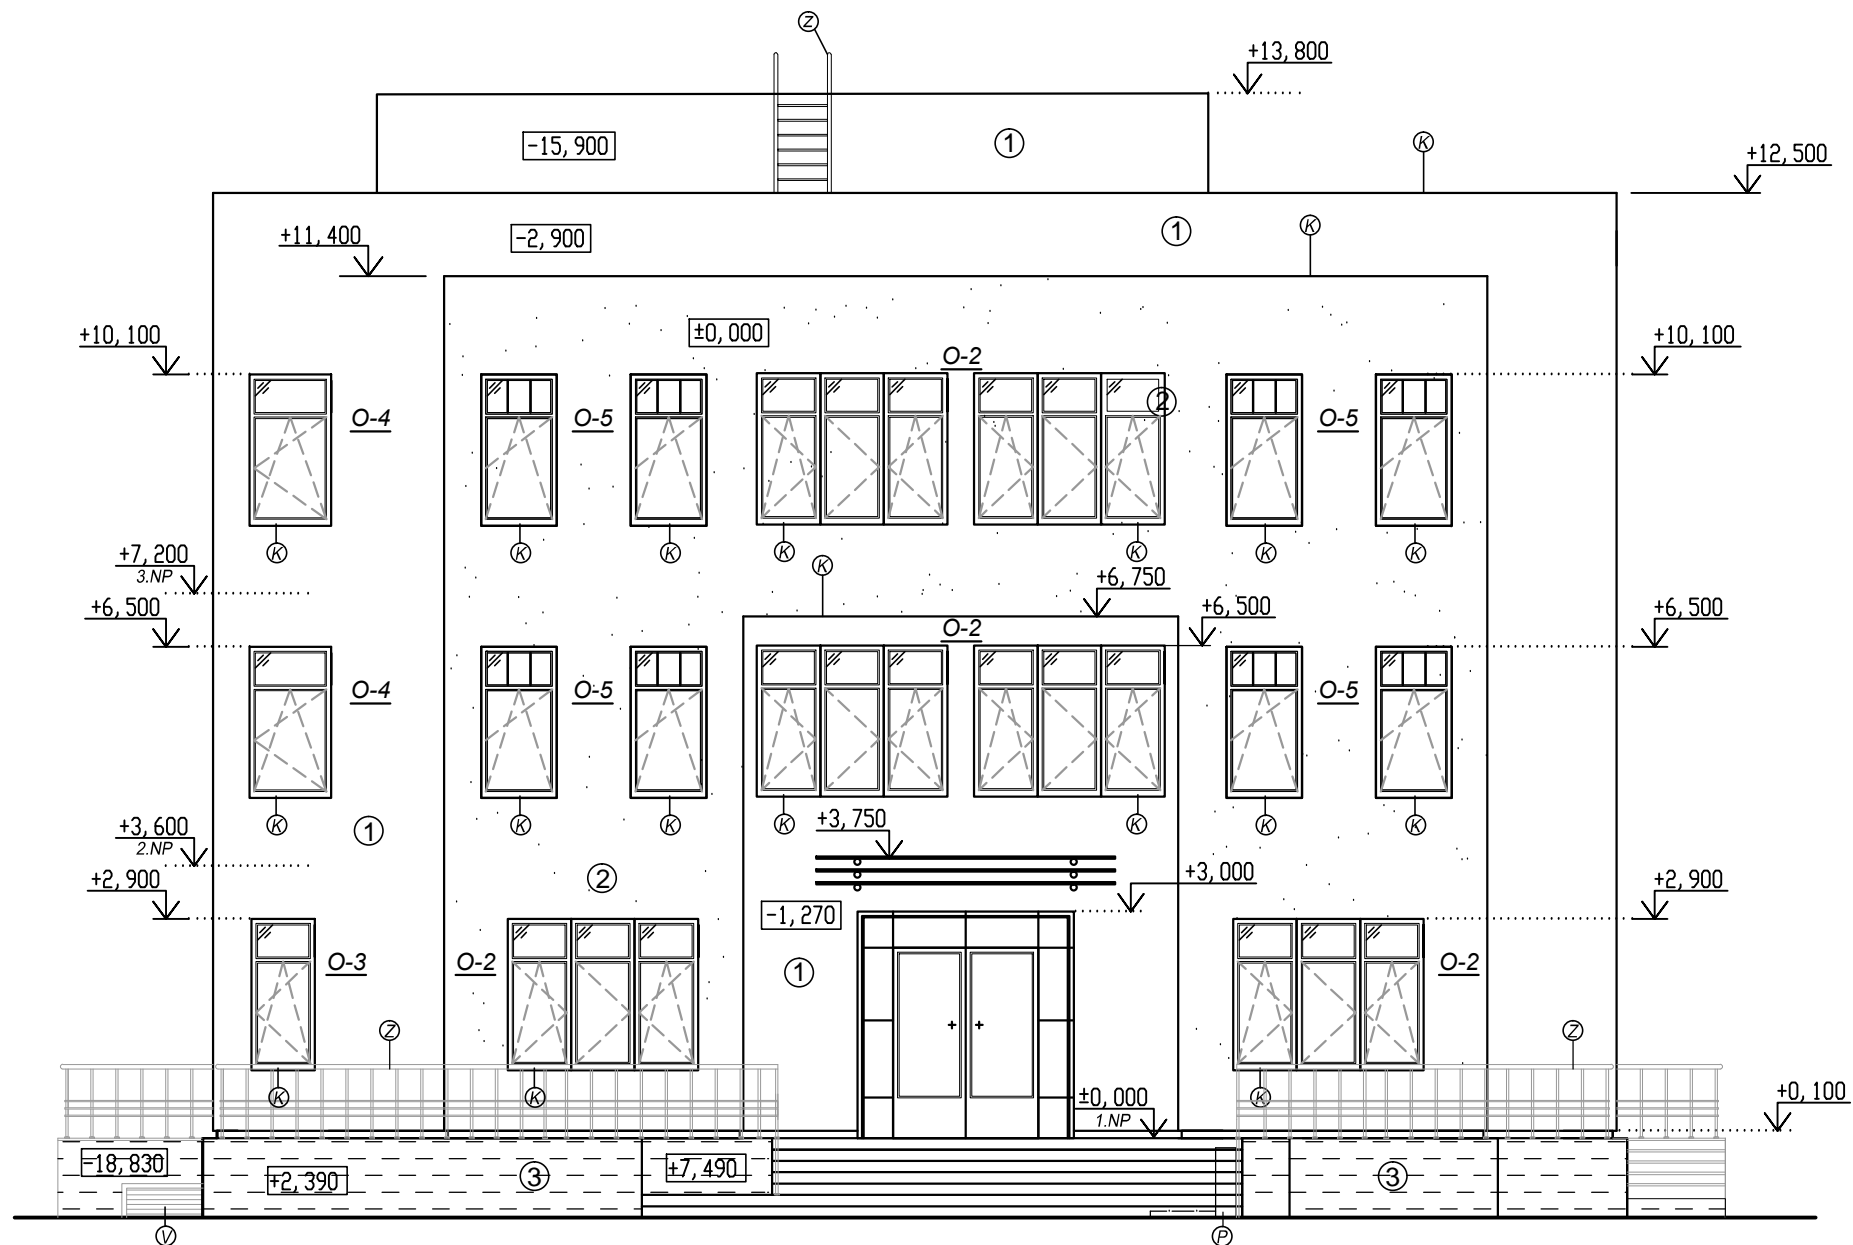 Z
+13,800
-15,900
1
K
+12,500
+11,400
-2,900
1
K
±0,000
+10,100
O-2
+10,100
2
O-4
O-5
O-5
K
K
K
K
K
K
K
+7,200
3.NP
K
+6,750
+6,500
+6,500
O-2
+6,500
O-4
O-5
O-5
K
K
K
K
K
K
K
+3,600
2.NP
1
+3,750
+2,900
2
+3,000
+2,900
-1,270
O-3
O-2
1
O-2
Z
Z
K
K
K
±0,000
1.NP
+0,100
-18,830
+2,390
3
+7,490
3
V
P